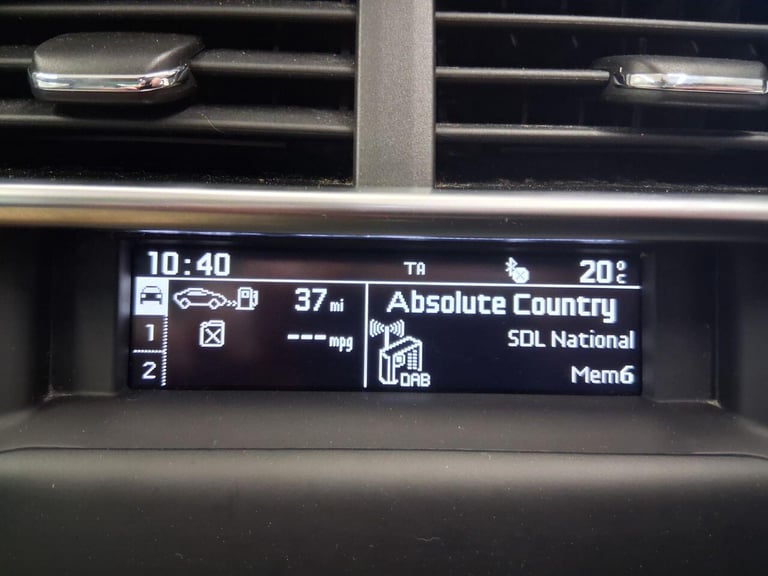 10:40 TA 20°C
37 mi
Absolute Country
1
--- mpg
SDL National
2
DAB
Mem6